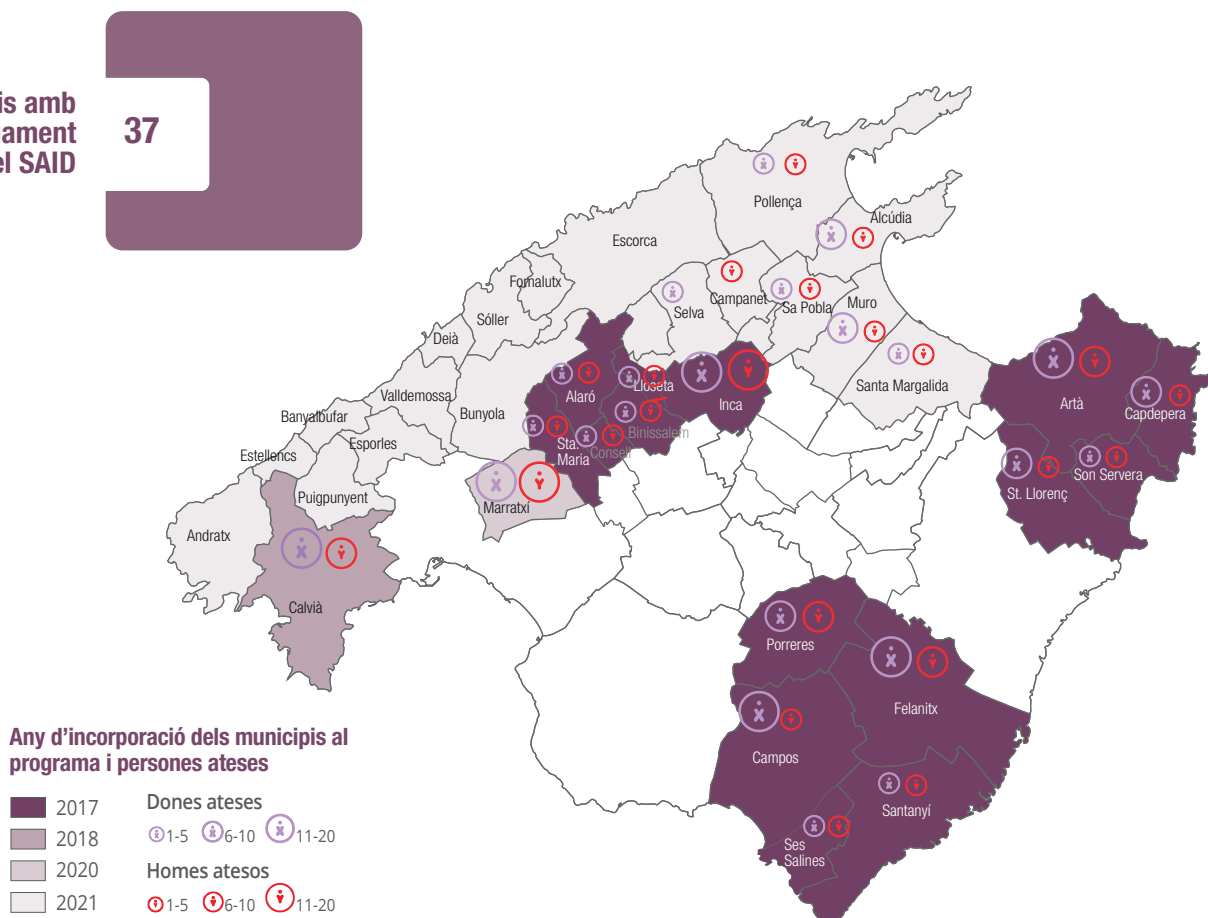 is amb
ament
el SAID
37
Pollença
Alcúdia
Escorca
Fornalutx
Campanet
Sa Pobla
Muro
Selva
Sóller
Deià
Lloseta
Santa Margalida
Valldemossa
Alaró
Inca
Artà
Banyalbufar
Bunyola
Capdepera
Esporles
Binissalem
Estellencs
Sta.
Maria
Consell
Son Servera
Puigpunyent
St. Llorenç
Marratxí
Andratx
Calvià
Porreres
Felanitx
Campos
Santanyí
Ses
Salines
Any d'incorporació dels municipis al
programa i persones ateses
2017
2018
2020
2021
Dones ateses
1-5 6-10 11-20
Homes atesos
1-5 6-10 11-20